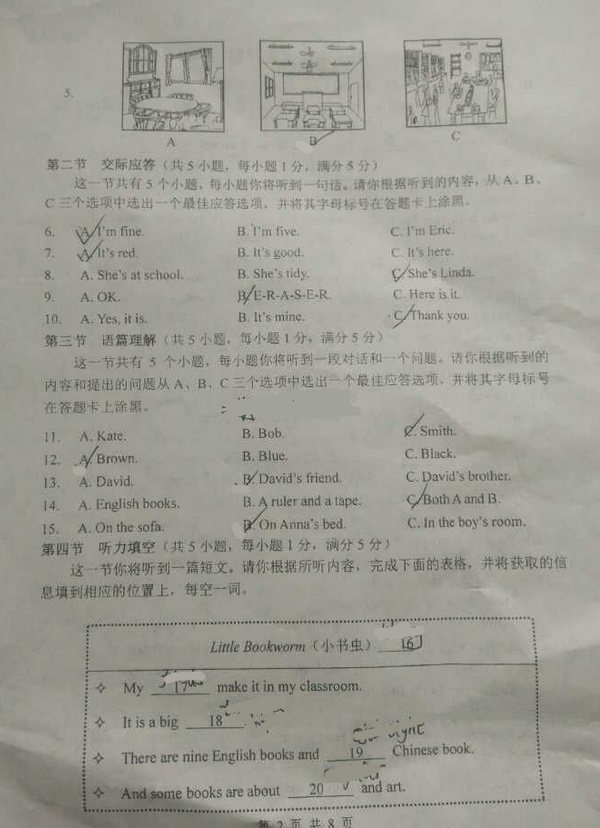 5.
A B C
第二节 交际应答（共5小题，每小题1分，满分5分）
这一节共有5个小题，每小题你将听到一句话。请你根据听到的内容，从A、B、
C三个选项中选出一个最佳应答选项，并将其字母标号在答题卡上涂黑。
6. A. I'm fine. B. I'm five. C. I'm Eric.
7. A. It's red. B. It's good. C. It's here.
8. A. She's at school. B. She's tidy. C. She's Linda.
9. A. OK. B. E-R-A-S-E-R. C. Here is it.
10. A. Yes, it is. B. It's mine. C. Thank you.
第三节 语篇理解（共5小题，每小题1分，满分5分）
这一节共有 5 个小题，每小题你将听到一段对话和一个问题。请你根据听到的
内容和提出的问题从A、B、C三个选项中选出一个最佳应答选项，并将其字母标号
在答题卡上涂黑。
11. A. Kate. B. Bob. C. Smith.
12. A. Brown. B. Blue. C. Black.
13. A. David. B. David's friend. C. David's brother.
14. A. English books. B. A ruler and a tape. C. Both A and B.
15. A. On the sofa. B. On Anna's bed. C. In the boy's room.
第四节 听力填空（共5小题，每小题1分，满分5分）
这一节你将听到一篇短文。请你根据所听内容，完成下面的表格，并将获取的信
息填到相应的位置上，每空一词。
Little Bookworm（小书虫） 16
✧ My 17 make it in my classroom.
✧ It is a big 18 .
✧ There are nine English books and 19 Chinese book.
✧ And some books are about 20 and art.
第 2 页 共 8 页